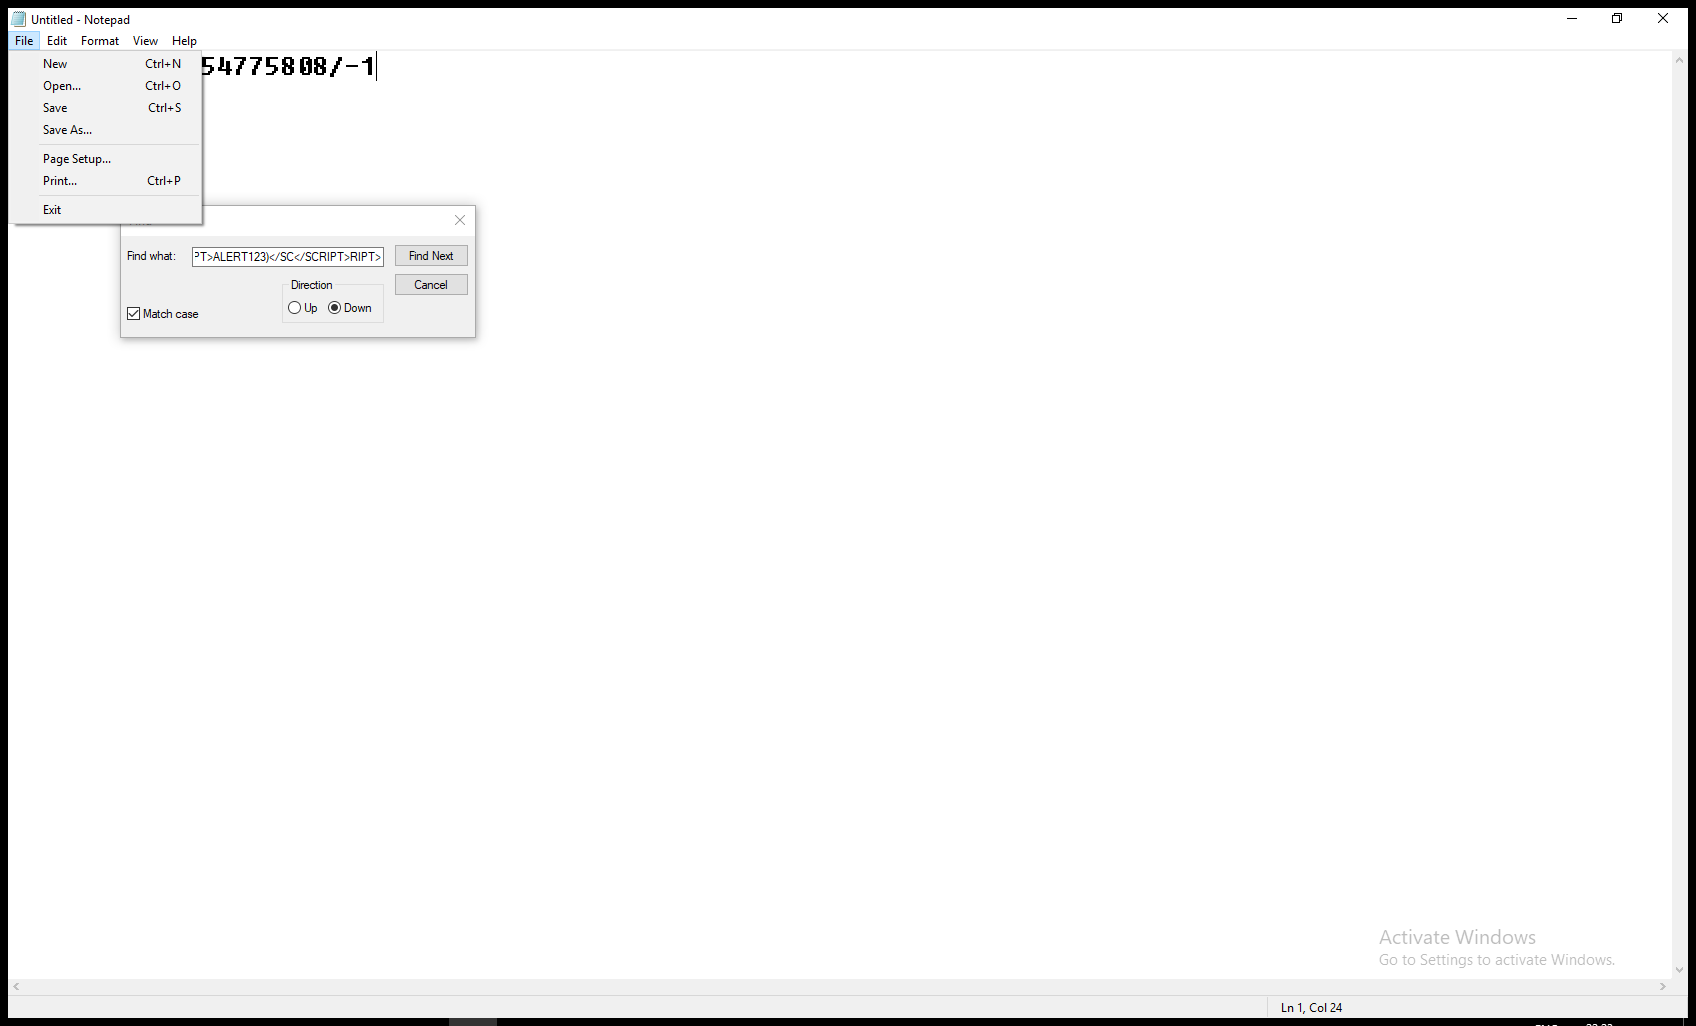 Untitled - Notepad
File Edit Format View Help
54775808/-1
New Ctrl+N
Open... Ctrl+O
Save Ctrl+S
Save As...
Page Setup...
Print... Ctrl+P
Exit
Find what: PT>ALERT123)</SC</SCRIPT>RIPT> Find Next
Direction Cancel
Up Down
Match case
Activate Windows
Go to Settings to activate Windows.
Ln 1, Col 24